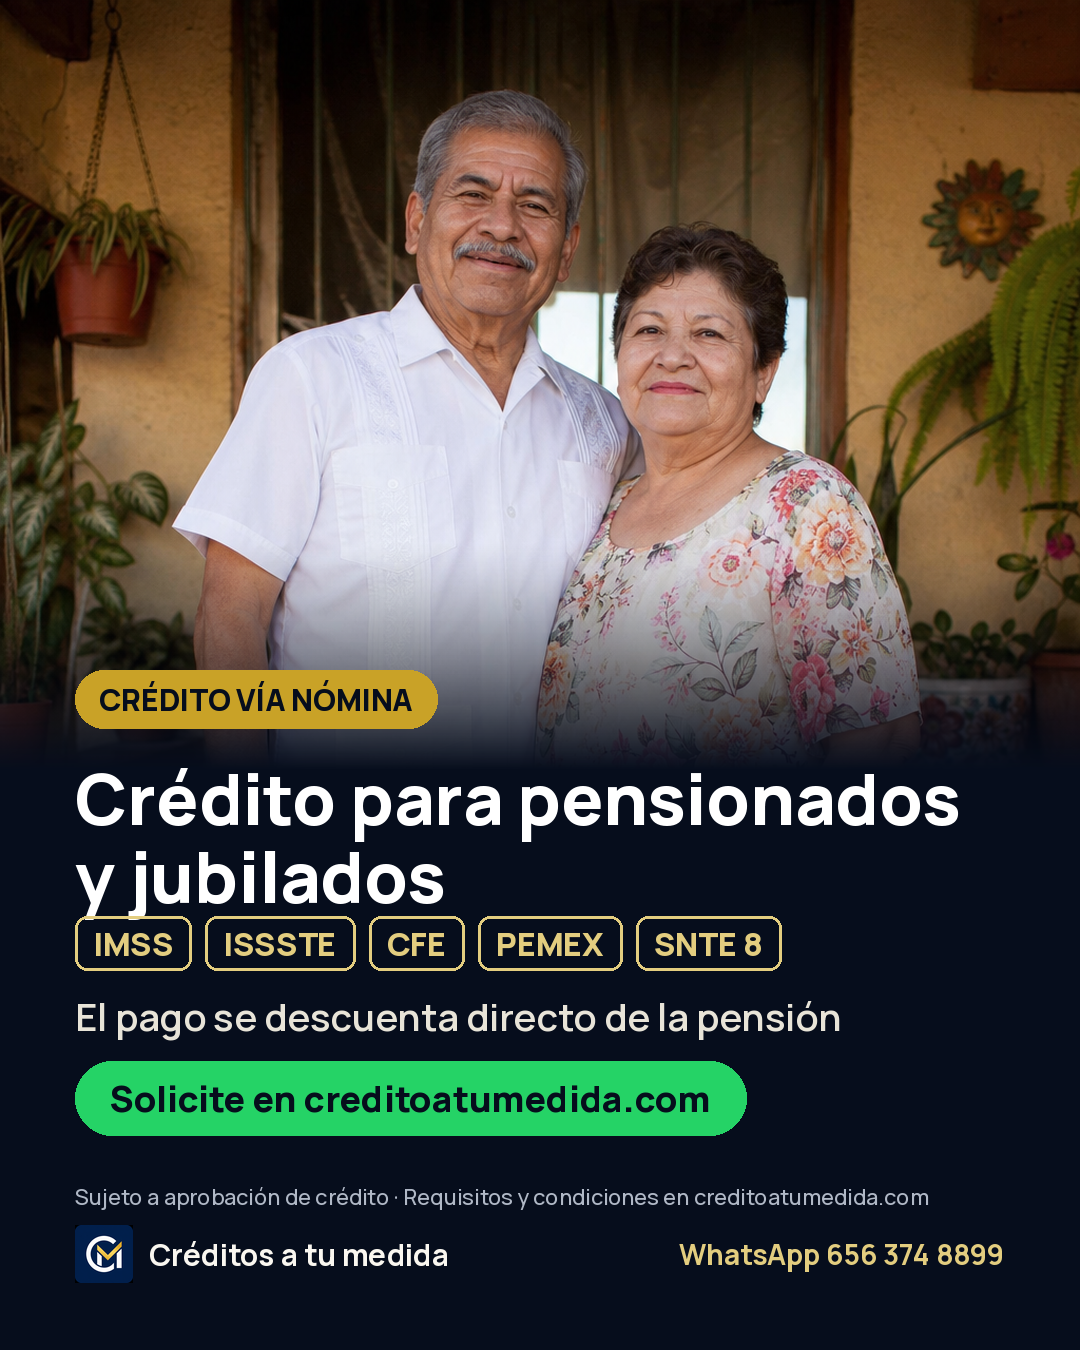 CRÉDITO VÍA NÓMINA
Crédito para pensionados
y jubilados
IMSS ISSSTE CFE PEMEX SNTE 8
El pago se descuenta directo de la pensión
Solicite en creditoatumedida.com
Sujeto a aprobación de crédito · Requisitos y condiciones en creditoatumedida.com
Créditos a tu medida WhatsApp 656 374 8899